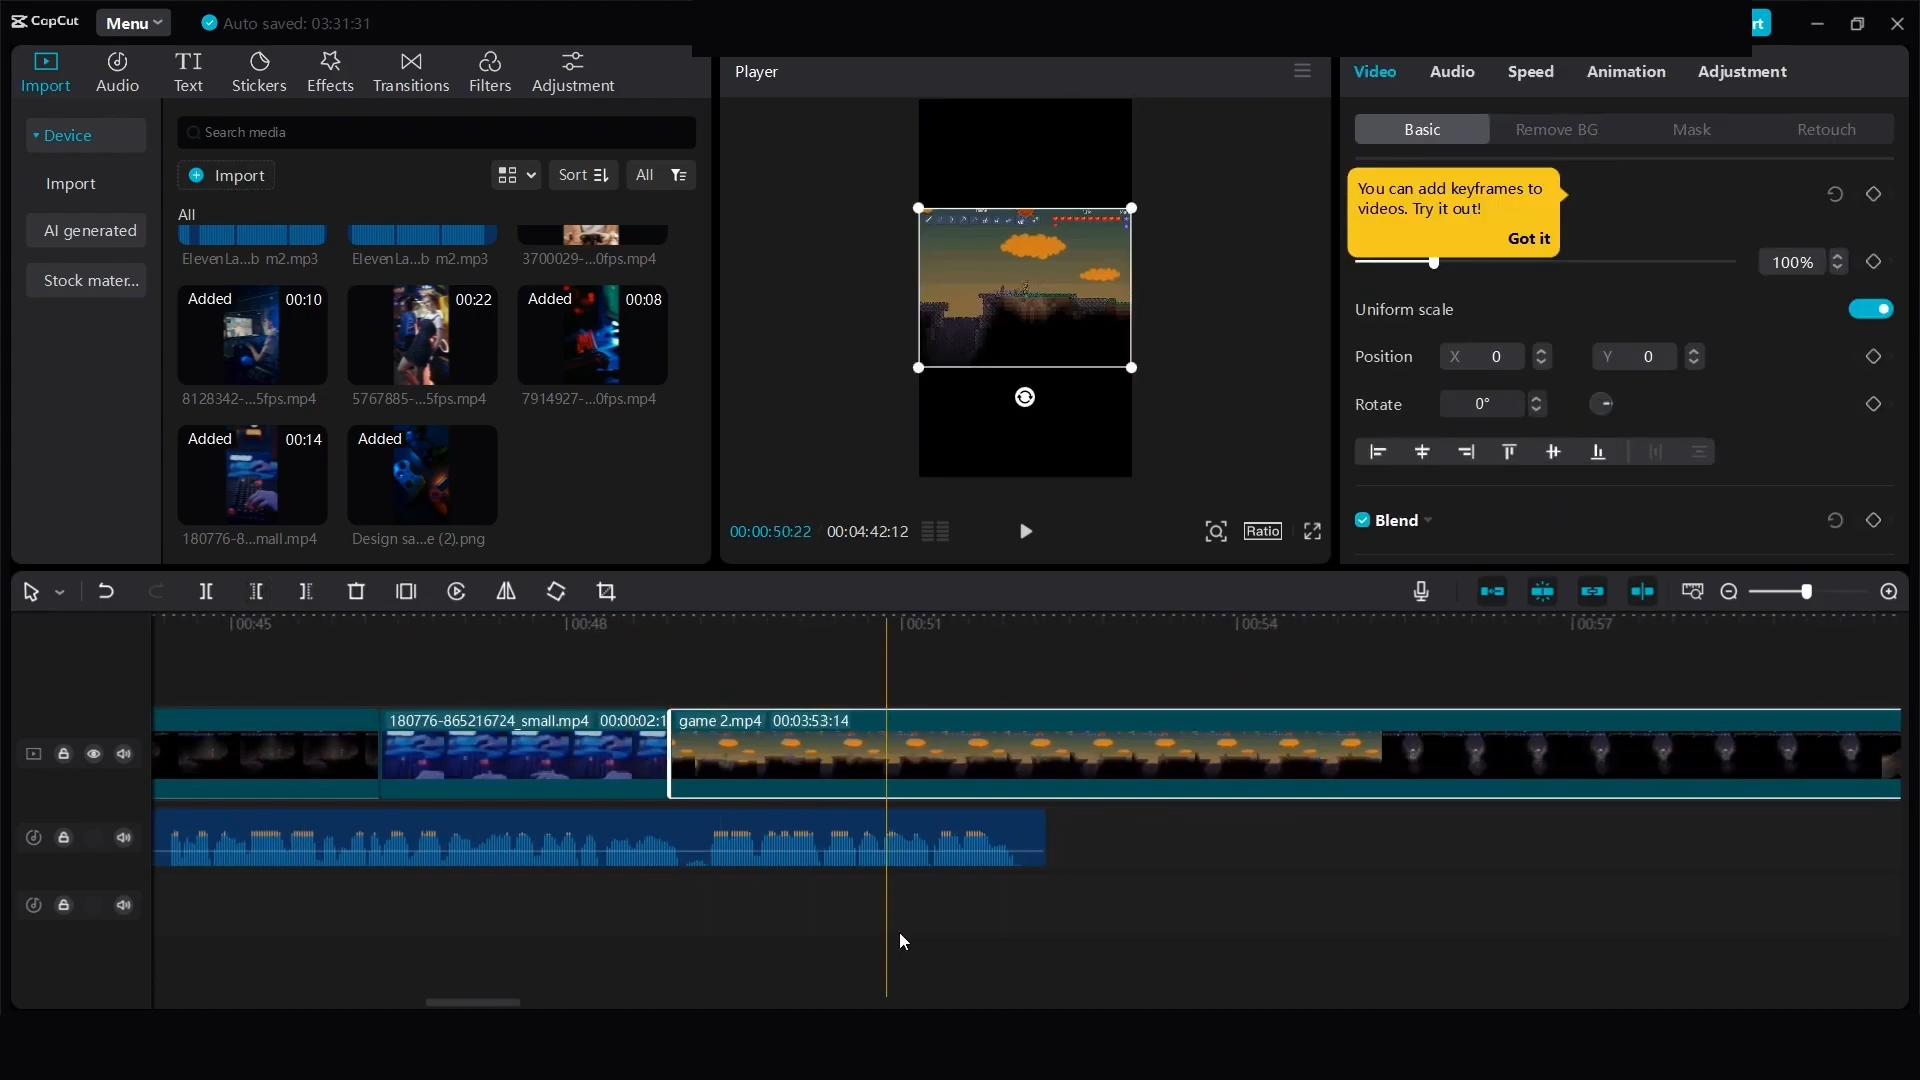 CapCut
Menu
Auto saved: 03:31:31
rt
Import
Audio
Text
Stickers
Effects
Transitions
Filters
Adjustment
Device
Import
AI generated
Stock mater...
Search media
Import
Sort
All
All
ElevenLa...b m2.mp3
ElevenLa...b m2.mp3
3700029-...0fps.mp4
Added 00:10
00:22
Added 00:08
8128342-...5fps.mp4
5767885-...5fps.mp4
7914927-...0fps.mp4
Added 00:14
Added
180776-8...mall.mp4
Design sa...e (2).png
Player
00:00:50:22
00:04:42:12
Ratio
Video
Audio
Speed
Animation
Adjustment
Basic
Remove BG
Mask
Retouch
You can add keyframes to
videos. Try it out!
Got it
100%
Uniform scale
Position
X 0
Y 0
Rotate
0°
Blend
00:45
00:48
00:51
00:54
00:57
180776-865216724_small.mp4 00:00:02:1
game 2.mp4 00:03:53:14